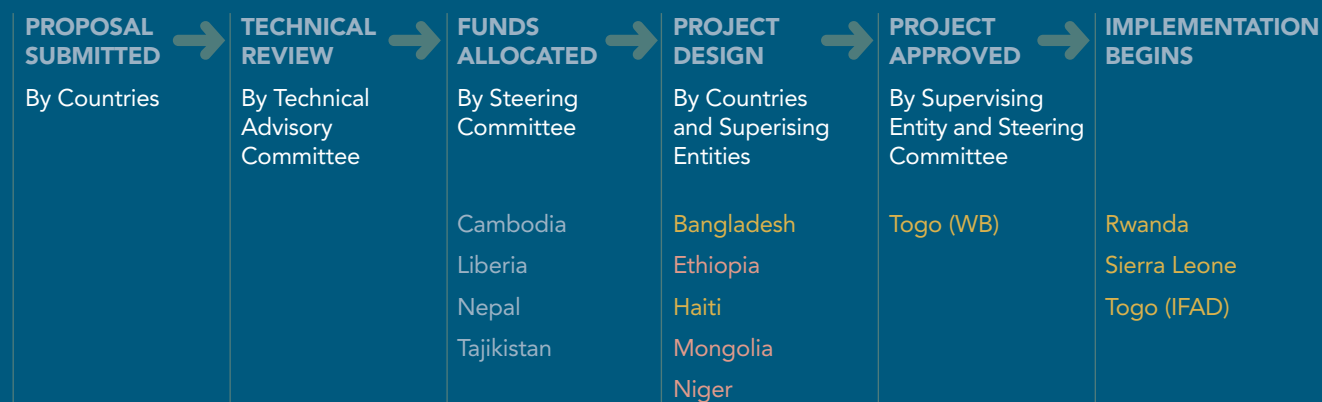 PROPOSAL
SUBMITTED
By Countries
TECHNICAL
REVIEW
By Technical
Advisory
Committee
FUNDS
ALLOCATED
By Steering
Committee
Cambodia
Liberia
Nepal
Tajikistan
PROJECT
DESIGN
By Countries
and Superising
Entities
Bangladesh
Ethiopia
Haiti
Mongolia
Niger
PROJECT
APPROVED
By Supervising
Entity and Steering
Committee
Togo (WB)
IMPLEMENTATION
BEGINS
Rwanda
Sierra Leone
Togo (IFAD)